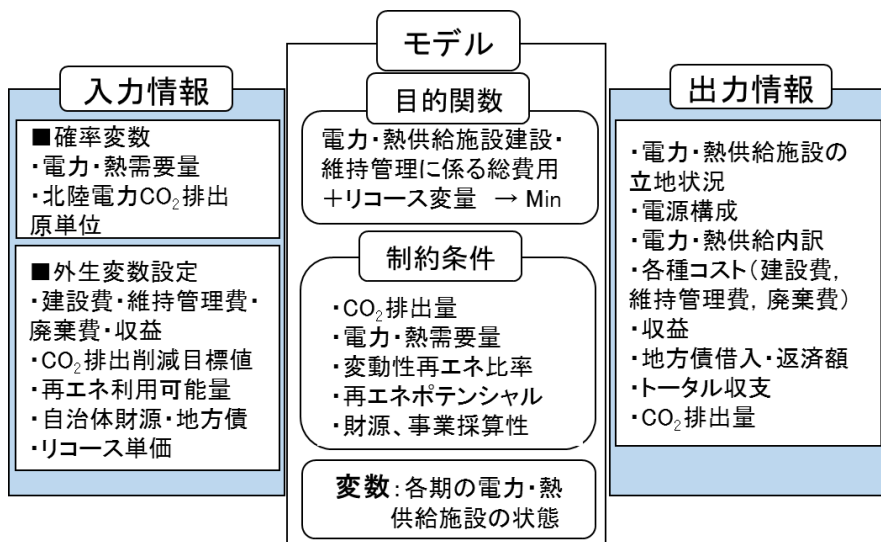 モデル
入力情報
■確率変数
・電力・熱需要量
・北陸電力CO₂排出
原単位
■外生変数設定
・建設費・維持管理費・
廃棄費・収益
・CO₂排出削減目標値
・再エネ利用可能量
・自治体財源・地方債
・リコース単価
目的関数
電力・熱供給施設建設・
維持管理に係る総費用
＋リコース変量 → Min
制約条件
・CO₂排出量
・電力・熱需要量
・変動性再エネ比率
・再エネポテンシャル
・財源、事業採算性
変数：各期の電力・熱
供給施設の状態
出力情報
・電力・熱供給施設の
立地状況
・電源構成
・電力・熱供給内訳
・各種コスト（建設費，
維持管理費，廃棄費）
・収益
・地方債借入・返済額
・トータル収支
・CO₂排出量